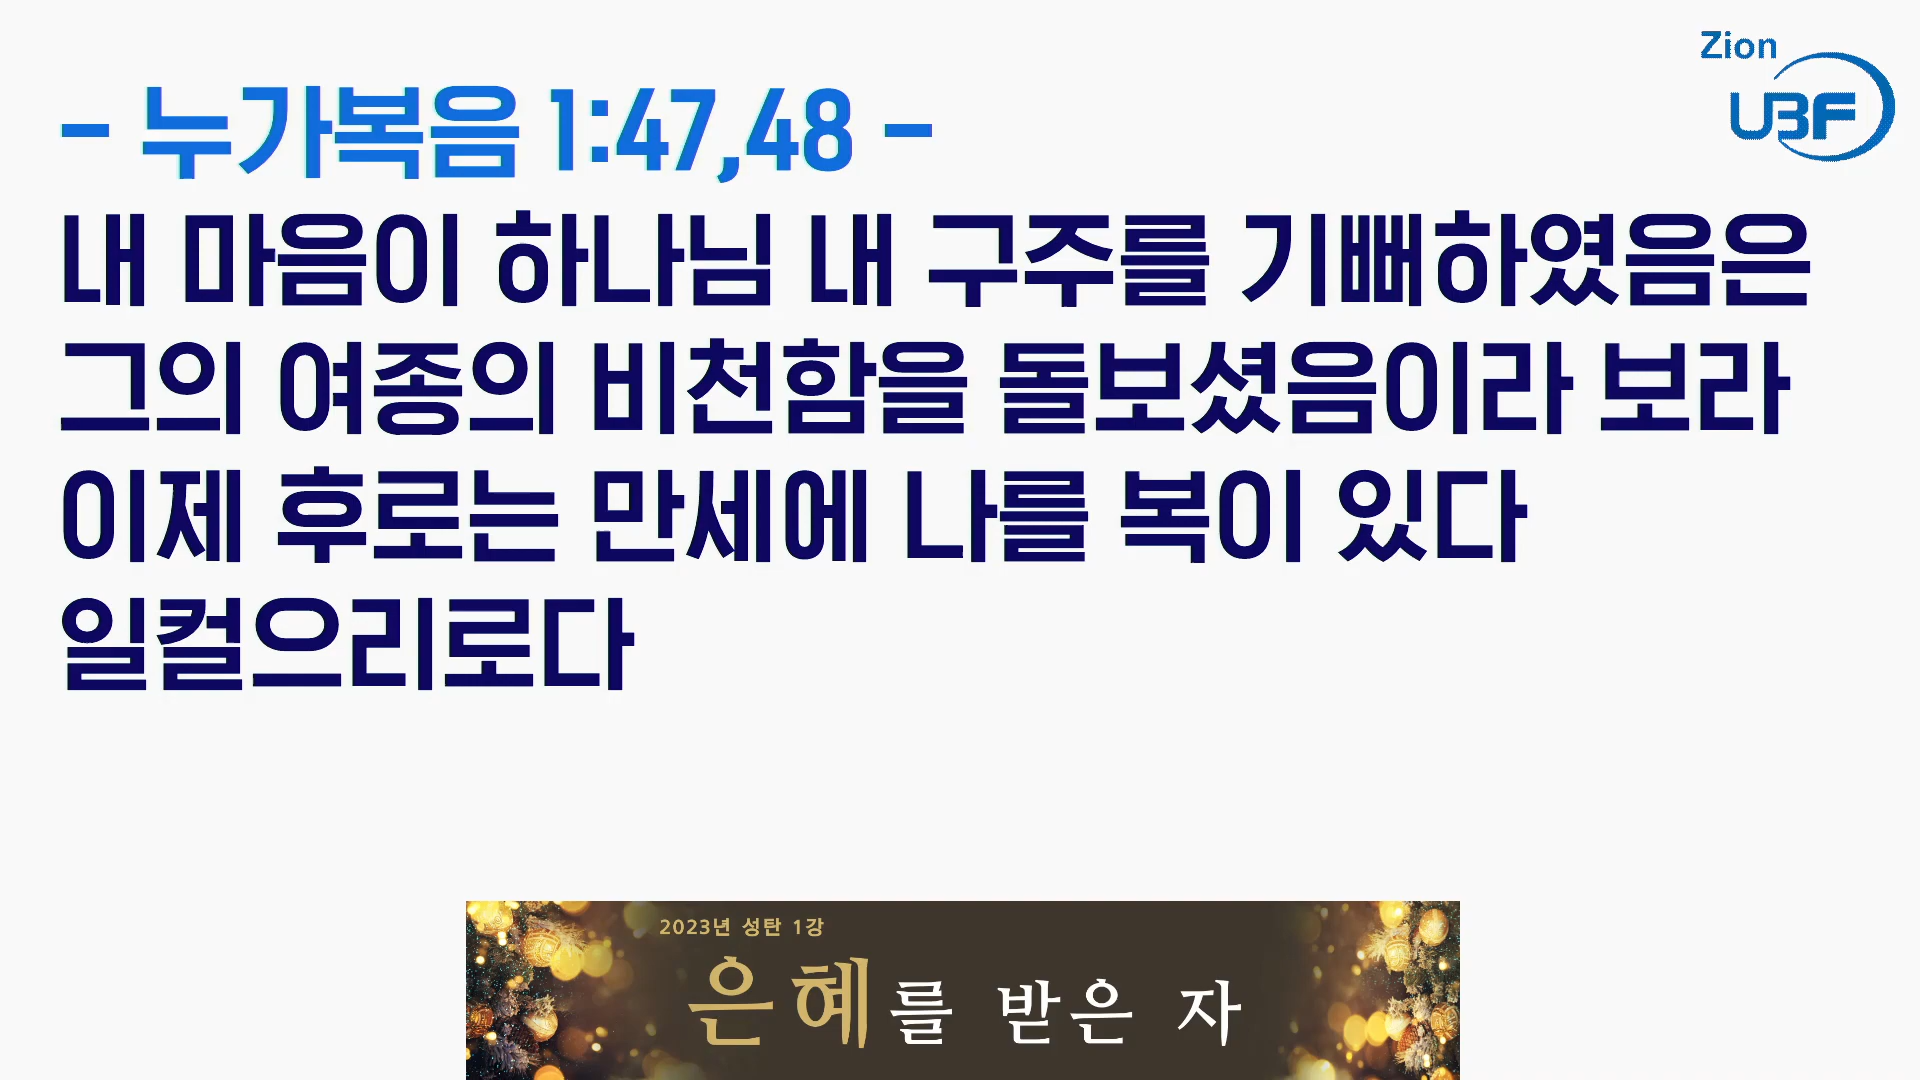 Zion
UBF
- 누가복음 1:47,48 -
내 마음이 하나님 내 구주를 기뻐하였음은
그의 여종의 비천함을 돌보셨음이라 보라
이제 후로는 만세에 나를 복이 있다
일컬으리로다
2023년 성탄 1강
은혜를 받은 자